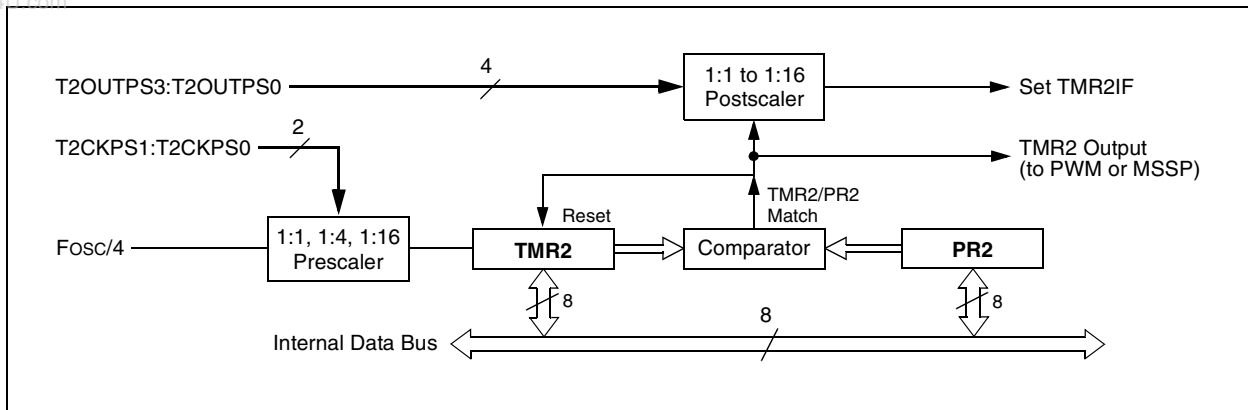 4
1:1 to 1:16
Postscaler
T2OUTPS3:T2OUTPS0
Set TMR2IF
2
T2CKPS1:T2CKPS0
TMR2 Output
(to PWM or MSSP)
TMR2/PR2
Match
Reset
FOSC/4
1:1, 1:4, 1:16
Prescaler
TMR2
Comparator
PR2
8
8
8
Internal Data Bus